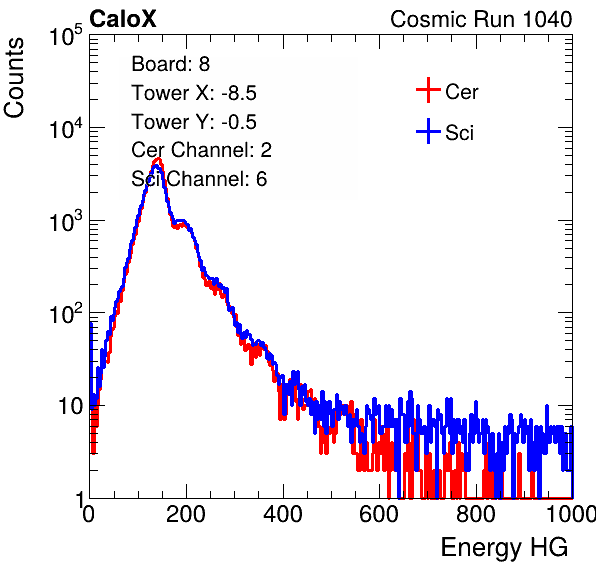 CaloX Cosmic Run 1040
Counts
Board: 8
Tower X: -8.5
Tower Y: -0.5
Cer Channel: 2
Sci Channel: 6
Cer
Sci
10^5
10^4
10^3
10^2
10
1
0 200 400 600 800 1000
Energy HG